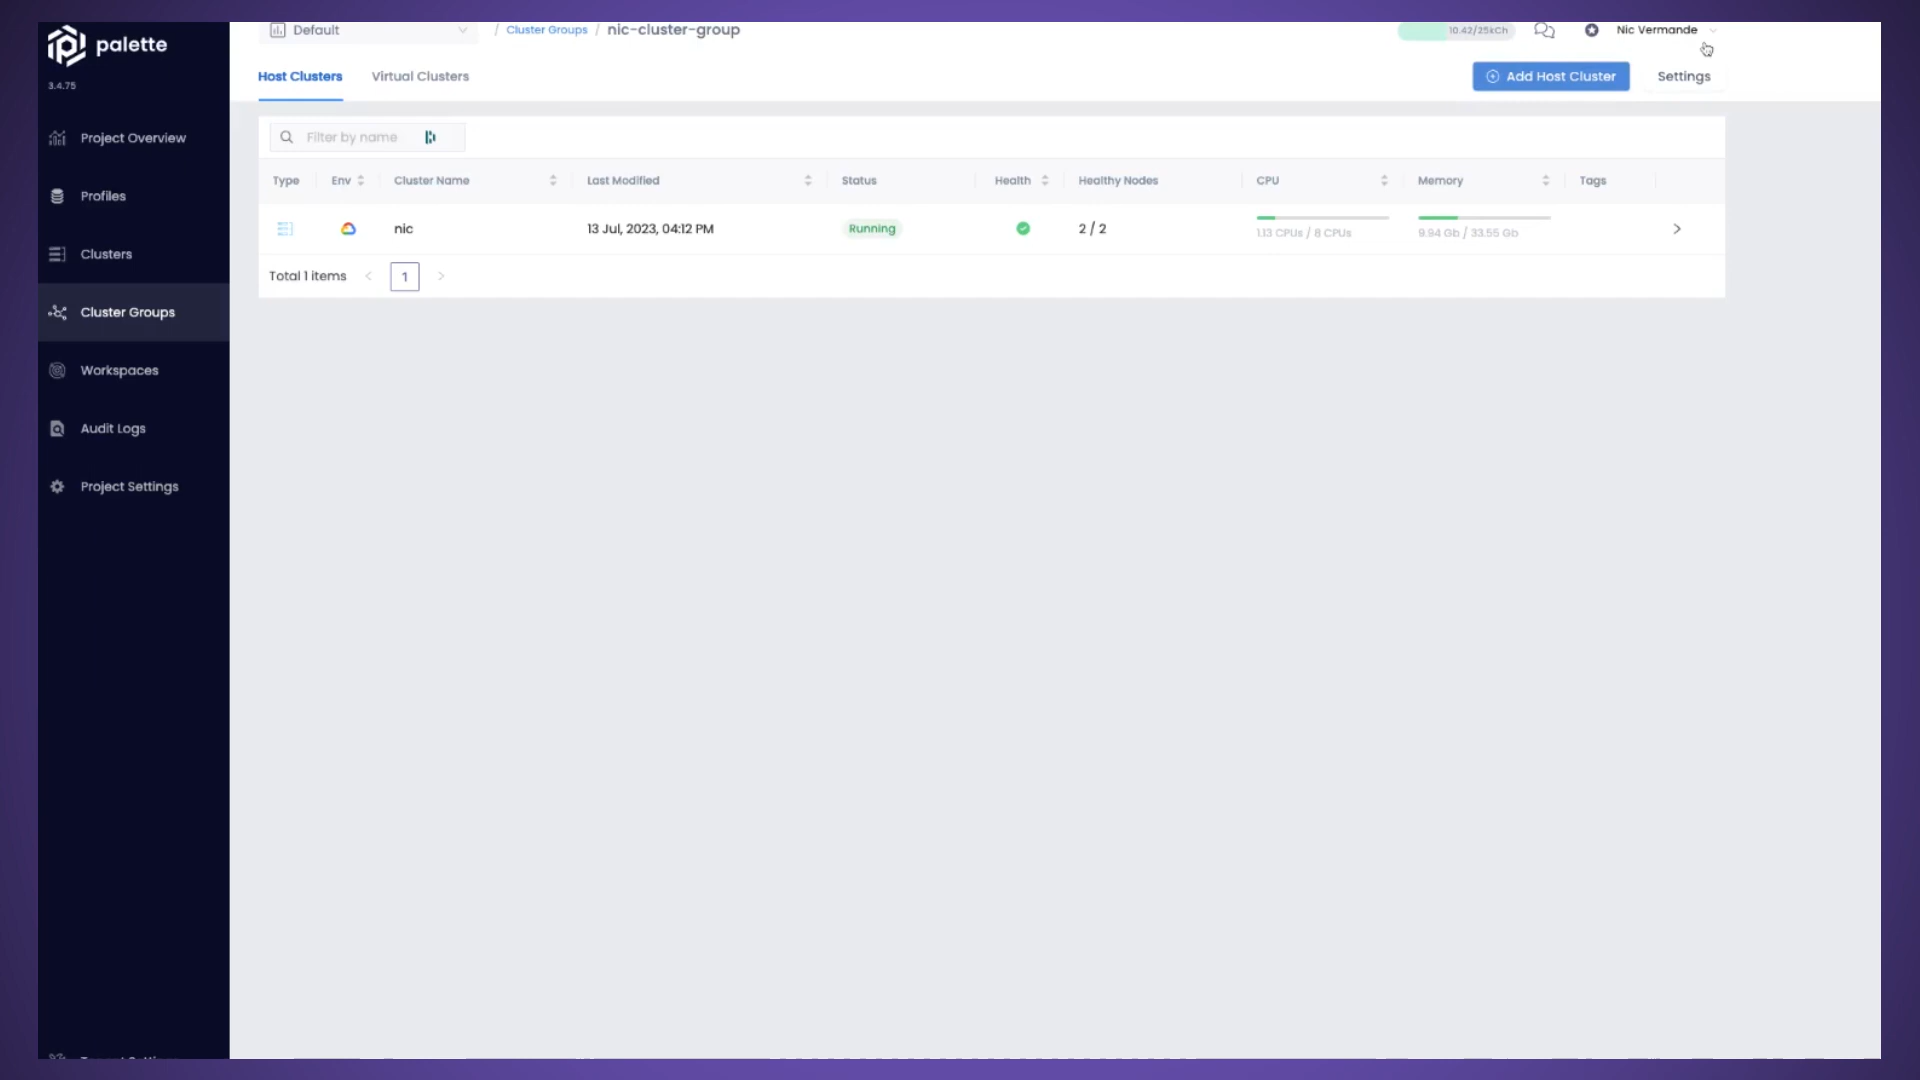 palette
3.4.75
Project Overview
Profiles
Clusters
Cluster Groups
Workspaces
Audit Logs
Project Settings
Default / Cluster Groups / nic-cluster-group
10.42/25kCh
Nic Vermande
Host Clusters Virtual Clusters
Add Host Cluster Settings
Filter by name
Type Env Cluster Name Last Modified Status Health Healthy Nodes CPU Memory Tags
nic 13 Jul, 2023, 04:12 PM Running 2 / 2 1.13 CPUs / 8 CPUs 9.94 Gb / 33.55 Gb
Total 1 items < 1 >